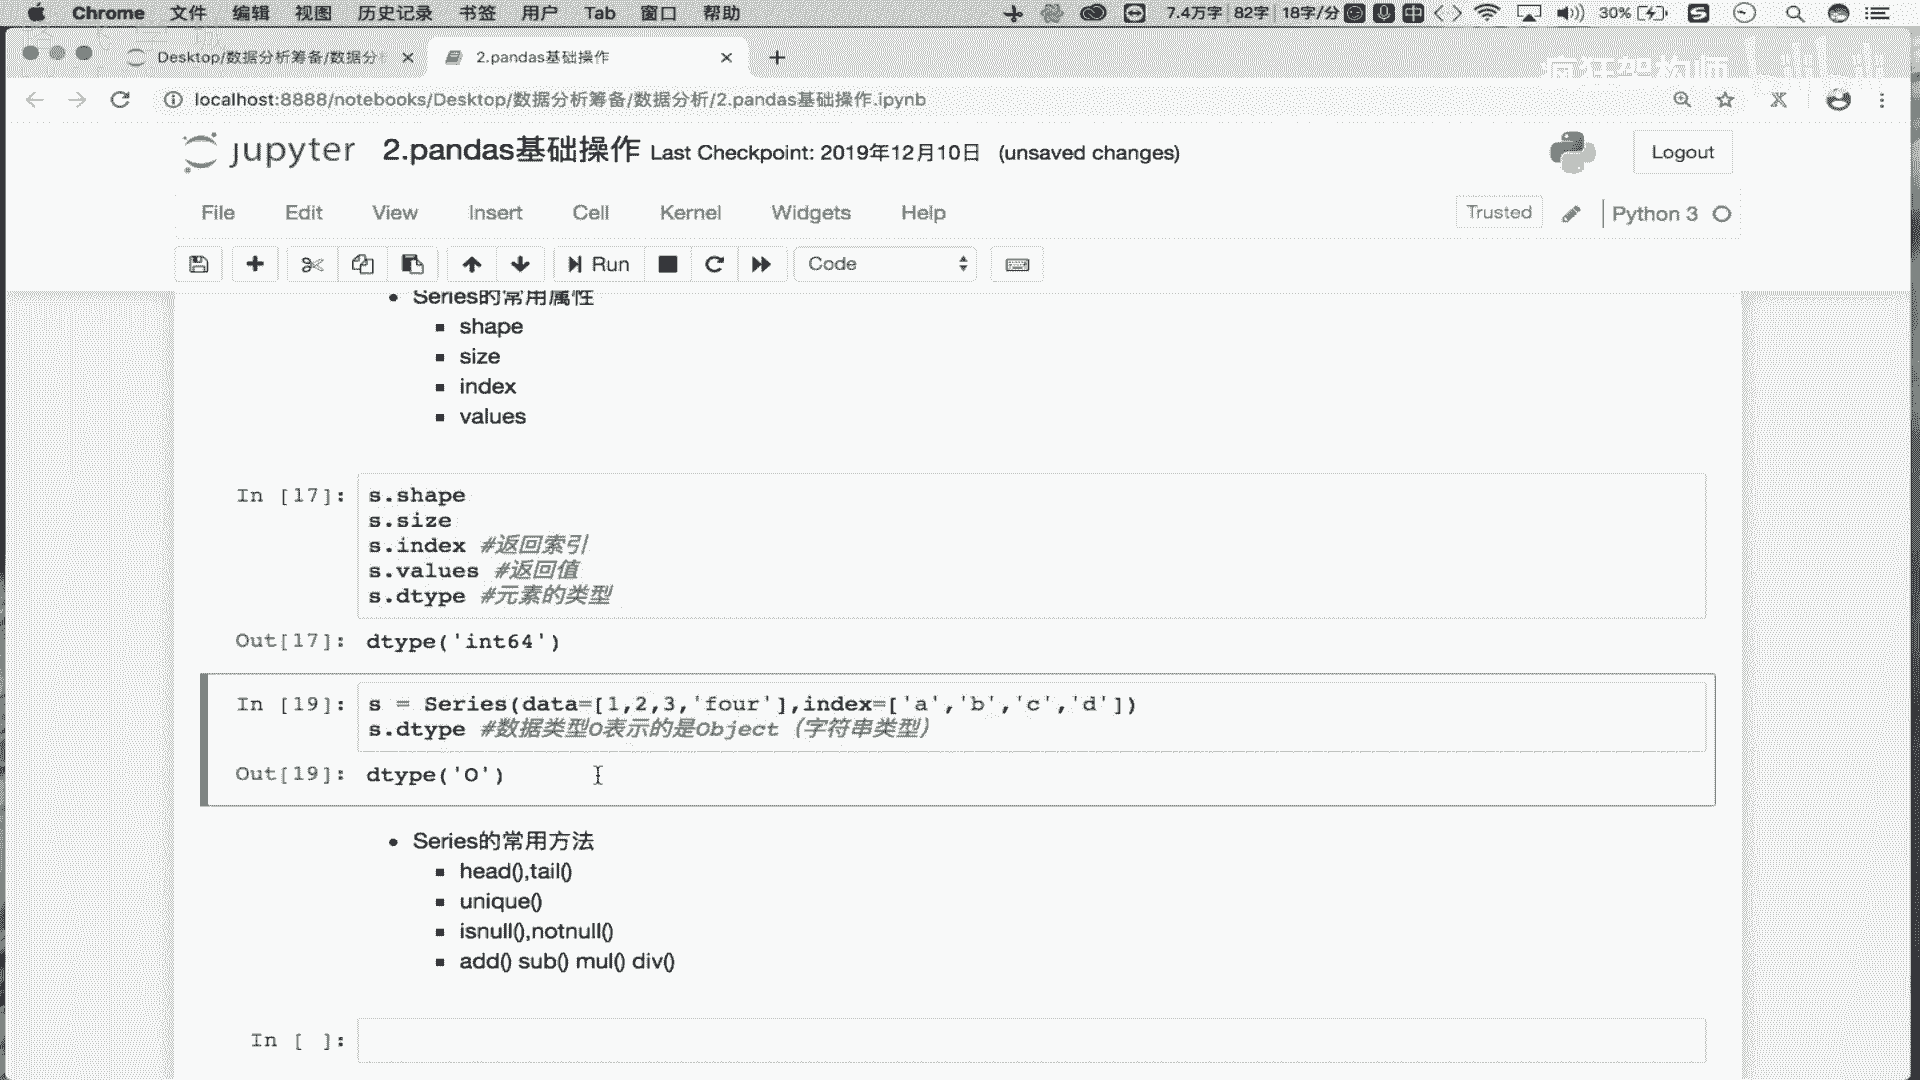 Chrome 文件 编辑 视图 历史记录 书签 用户 Tab 窗口 帮助 7.4万字 82字 18字/分 中 30%
Desktop/数据分析筹备/数据分 2.pandas基础操作
疯狂架构师 bilibili
localhost:8888/notebooks/Desktop/数据分析筹备/数据分析/2.pandas基础操作.ipynb
jupyter 2.pandas基础操作 Last Checkpoint: 2019年12月10日 (unsaved changes) Logout
File Edit View Insert Cell Kernel Widgets Help Trusted Python 3
Run Code
Series的常用属性
shape
size
index
values
In [17]: s.shape
s.size
s.index #返回索引
s.values #返回值
s.dtype #元素的类型
Out[17]: dtype('int64')
In [19]: s = Series(data=[1,2,3,'four'],index=['a','b','c','d'])
s.dtype #数据类型O表示的是Object（字符串类型）
Out[19]: dtype('O')
Series的常用方法
head(),tail()
unique()
isnull(),notnull()
add() sub() mul() div()
In [ ]: